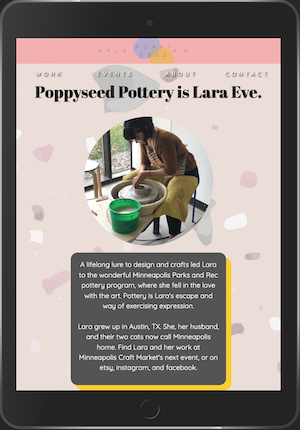 POPPY
SEED
WORK EVENTS ABOUT CONTACT
Poppyseed Pottery is Lara Eve.
A lifelong lure to design and crafts led Lara
to the wonderful Minneapolis Parks and Rec
pottery program, where she fell in the love
with the art. Pottery is Lara's escape and
way of exercising expression.
Lara grew up in Austin, TX. She, her husband,
and their two cats now call Minneapolis
home. Find Lara and her work at
Minneapolis Craft Market's next event, or on
etsy, instagram, and facebook.